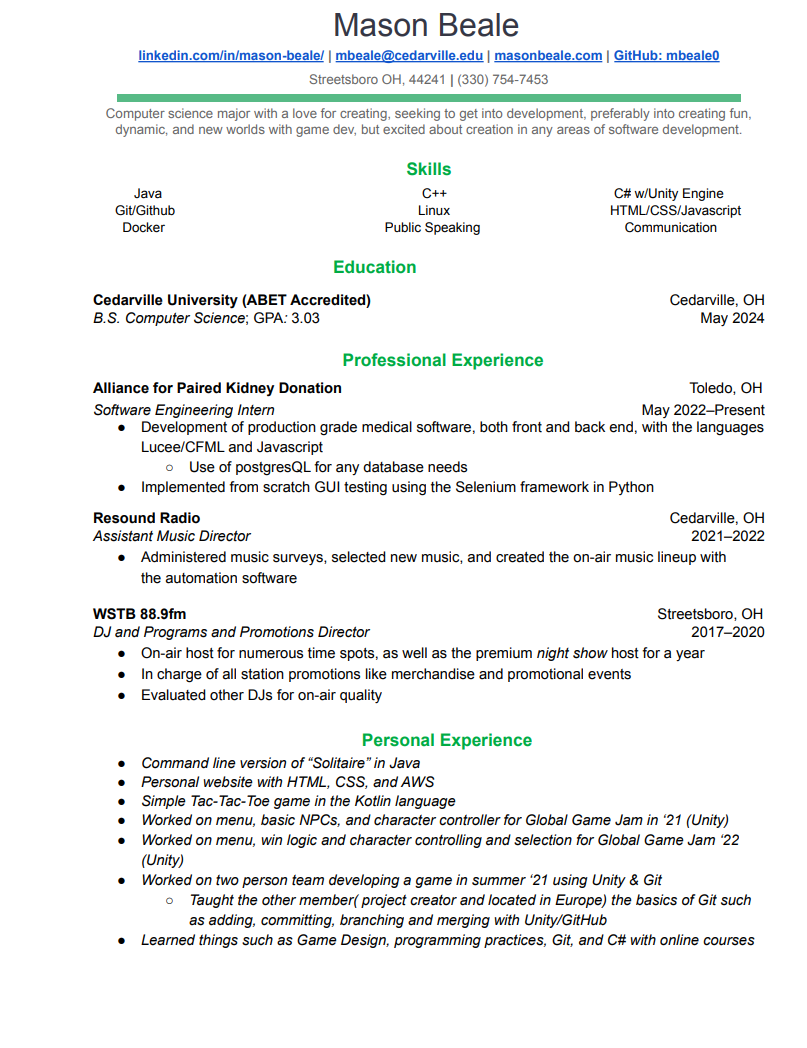 Mason Beale
linkedin.com/in/mason-beale/ | mbeale@cedarville.edu | masonbeale.com | GitHub: mbeale0
Streetsboro OH, 44241 | (330) 754-7453
Computer science major with a love for creating, seeking to get into development, preferably into creating fun,
dynamic, and new worlds with game dev, but excited about creation in any areas of software development.
Skills
Java C++ C# w/Unity Engine
Git/Github Linux HTML/CSS/Javascript
Docker Public Speaking Communication
Education
Cedarville University (ABET Accredited) Cedarville, OH
B.S. Computer Science; GPA: 3.03 May 2024
Professional Experience
Alliance for Paired Kidney Donation Toledo, OH
Software Engineering Intern May 2022–Present
● Development of production grade medical software, both front and back end, with the languages
Lucee/CFML and Javascript
○ Use of postgresQL for any database needs
● Implemented from scratch GUI testing using the Selenium framework in Python
Resound Radio Cedarville, OH
Assistant Music Director 2021–2022
● Administered music surveys, selected new music, and created the on-air music lineup with
the automation software
WSTB 88.9fm Streetsboro, OH
DJ and Programs and Promotions Director 2017–2020
● On-air host for numerous time spots, as well as the premium night show host for a year
● In charge of all station promotions like merchandise and promotional events
● Evaluated other DJs for on-air quality
Personal Experience
● Command line version of “Solitaire” in Java
● Personal website with HTML, CSS, and AWS
● Simple Tac-Tac-Toe game in the Kotlin language
● Worked on menu, basic NPCs, and character controller for Global Game Jam in ‘21 (Unity)
● Worked on menu, win logic and character controlling and selection for Global Game Jam ‘22
(Unity)
● Worked on two person team developing a game in summer ‘21 using Unity & Git
○ Taught the other member( project creator and located in Europe) the basics of Git such
as adding, committing, branching and merging with Unity/GitHub
● Learned things such as Game Design, programming practices, Git, and C# with online courses